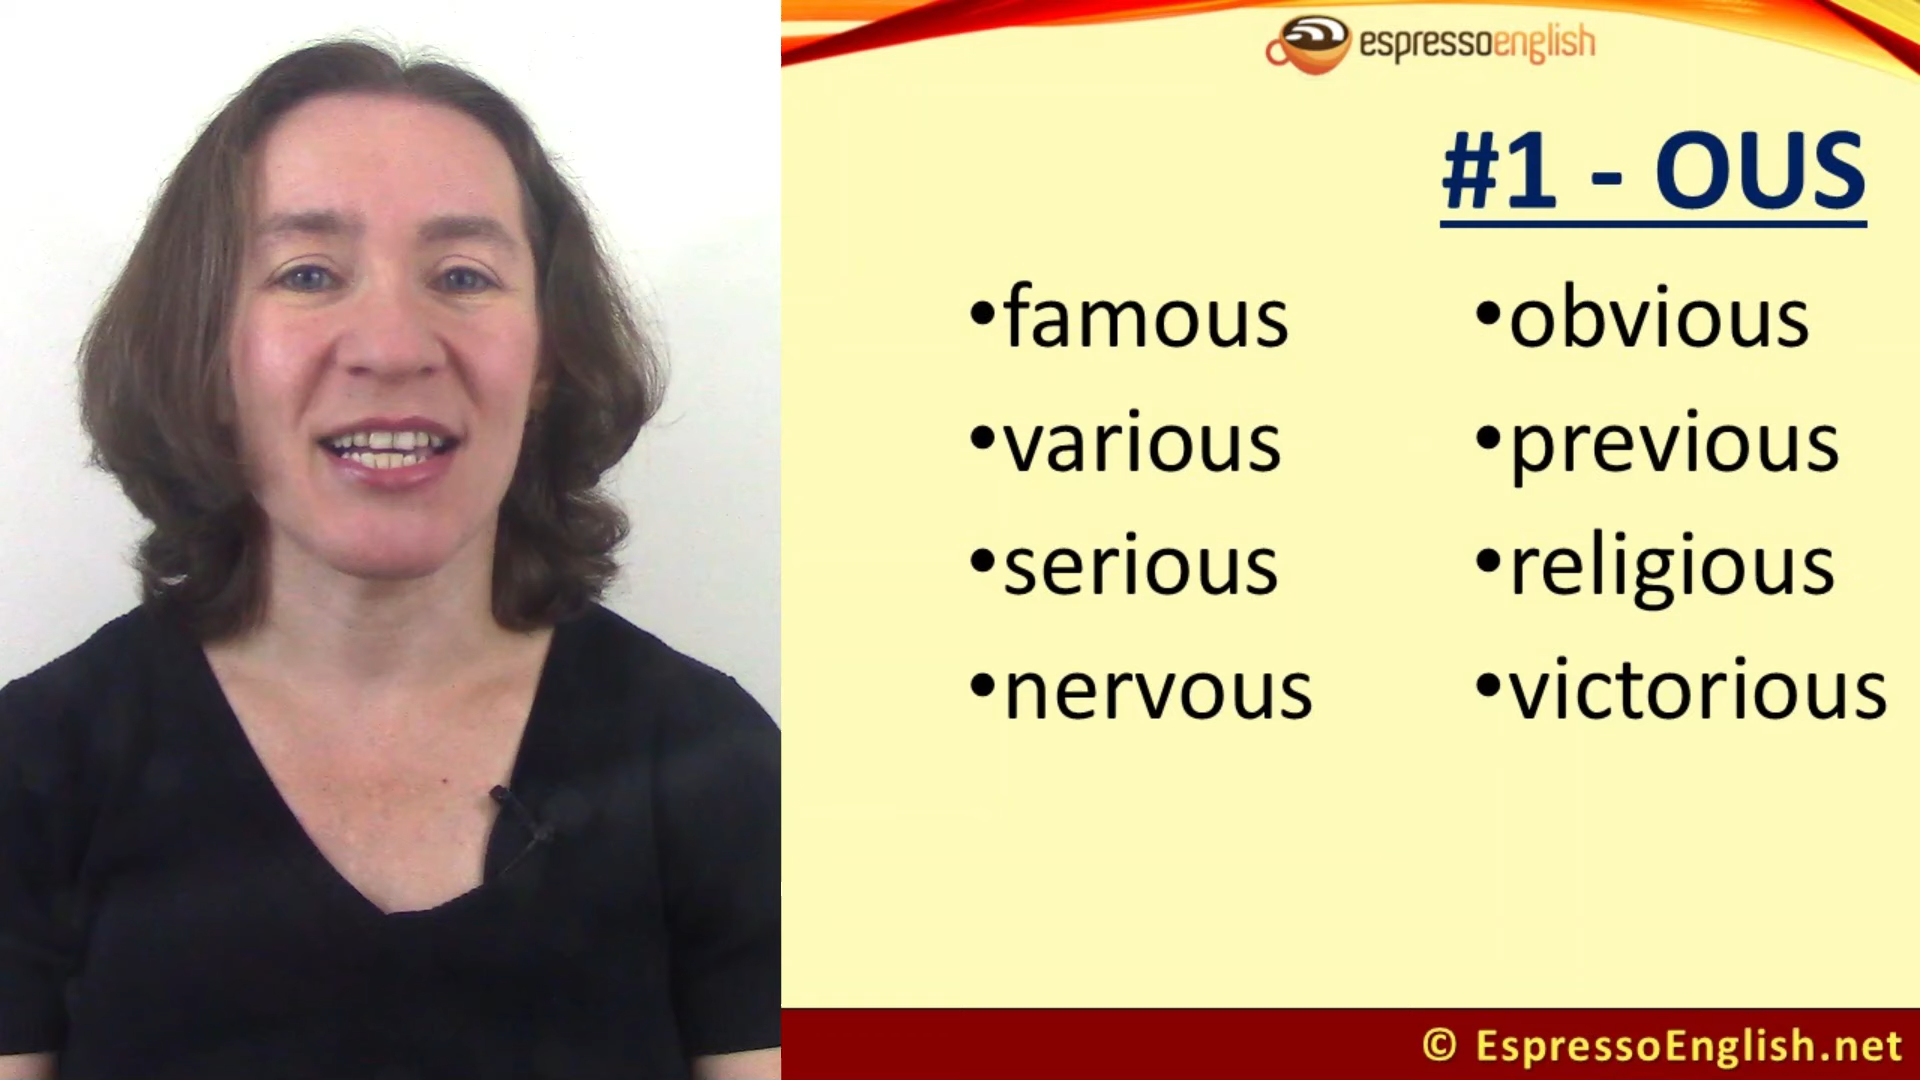 espressoenglish
#1 - OUS
•famous
•various
•serious
•nervous
•obvious
•previous
•religious
•victorious
© EspressoEnglish.net